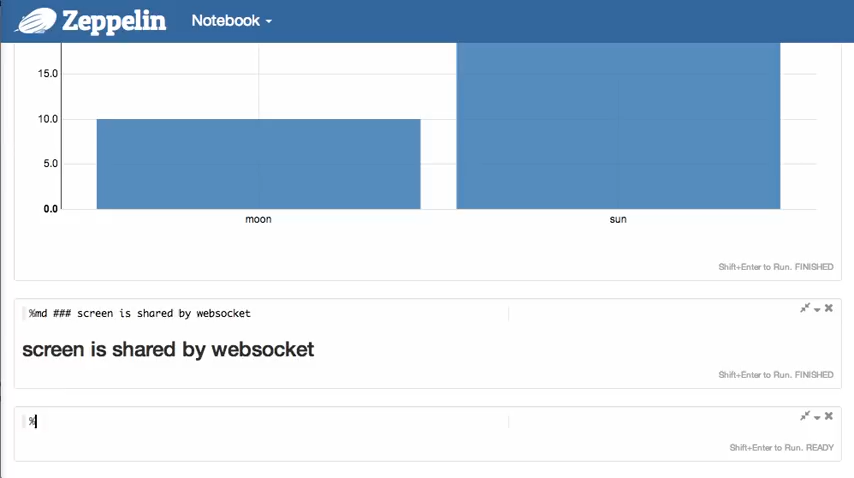 Zeppelin Notebook
15.0
10.0
5.0
0.0
moon sun
Shift+Enter to Run. FINISHED
%md ### screen is shared by websocket
screen is shared by websocket
Shift+Enter to Run. FINISHED
%
Shift+Enter to Run. READY